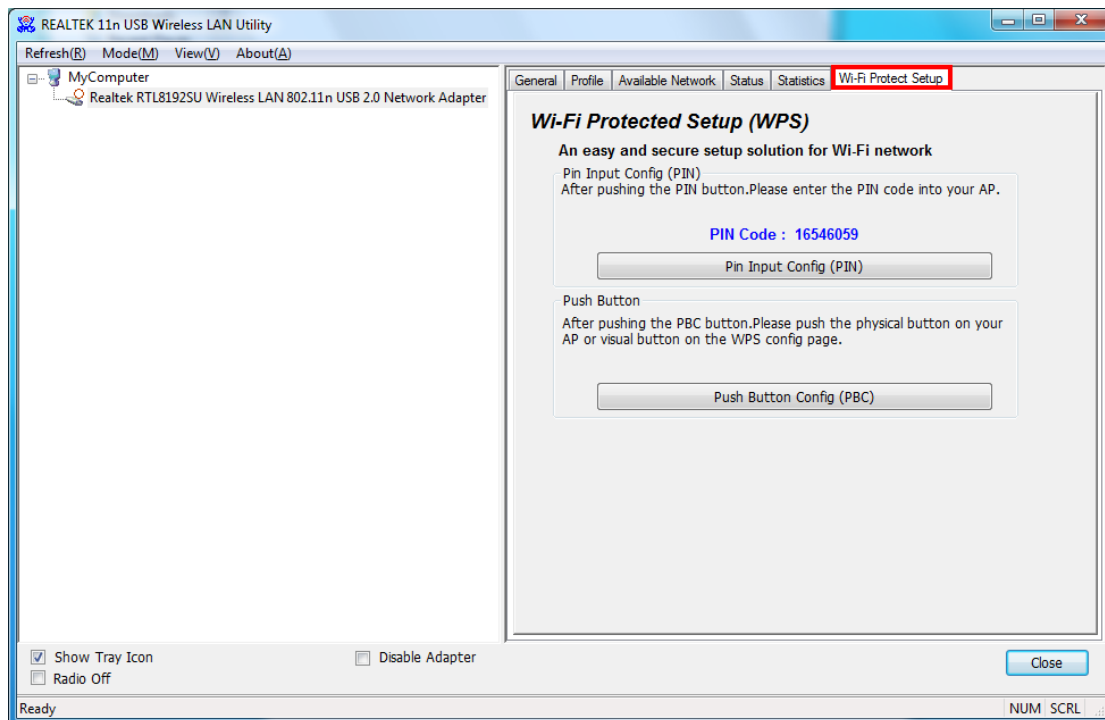 REALTEK 11n USB Wireless LAN Utility
Refresh(R) Mode(M) View(V) About(A)
MyComputer
Realtek RTL8192SU Wireless LAN 802.11n USB 2.0 Network Adapter
General Profile Available Network Status Statistics Wi-Fi Protect Setup
Wi-Fi Protected Setup (WPS)
An easy and secure setup solution for Wi-Fi network
Pin Input Config (PIN)
After pushing the PIN button.Please enter the PIN code into your AP.
PIN Code : 16546059
Pin Input Config (PIN)
Push Button
After pushing the PBC button.Please push the physical button on your
AP or visual button on the WPS config page.
Push Button Config (PBC)
Show Tray Icon
Disable Adapter
Radio Off
Close
Ready
NUM SCRL